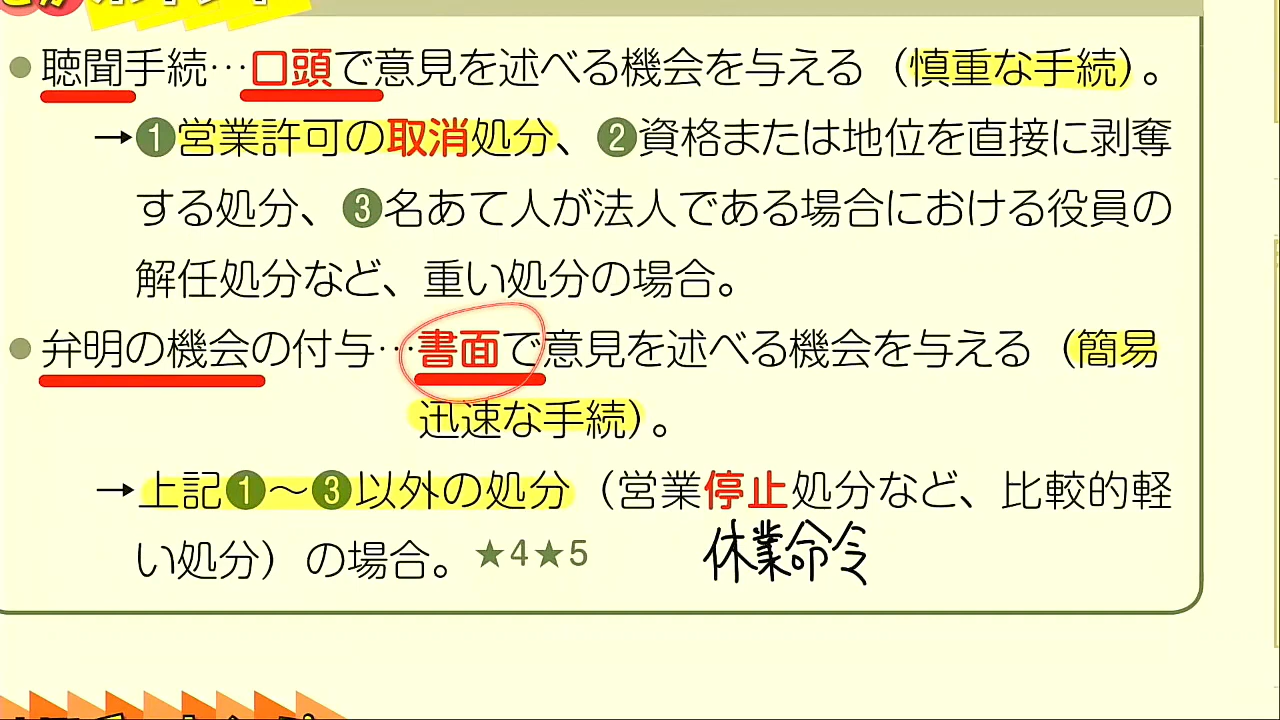 ●聴聞手続…口頭で意見を述べる機会を与える（慎重な手続）。
→❶営業許可の取消処分、❷資格または地位を直接に剥奪
する処分、❸名あて人が法人である場合における役員の
解任処分など、重い処分の場合。
●弁明の機会の付与…書面で意見を述べる機会を与える（簡易
迅速な手続）。
→上記❶～❸以外の処分（営業停止処分など、比較的軽
い処分）の場合。★4★5
休業命令